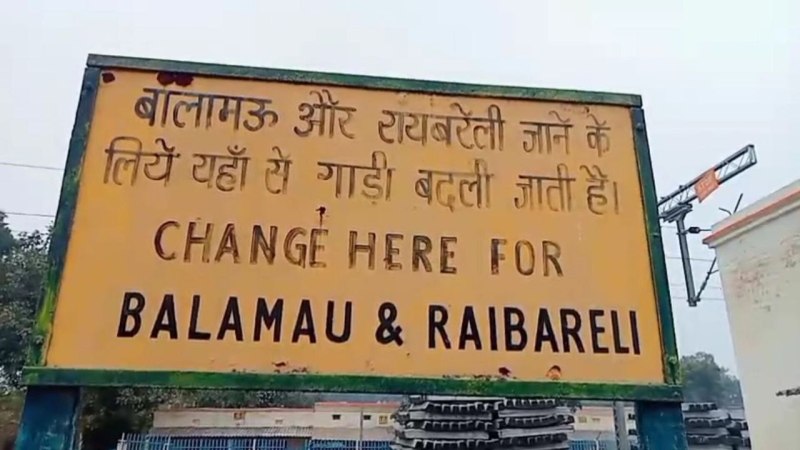 बालामऊ और रायबरेली जाने के
लिये यहाँ से गाड़ी बदली जाती है।
CHANGE HERE FOR
BALAMAU & RAIBARELI